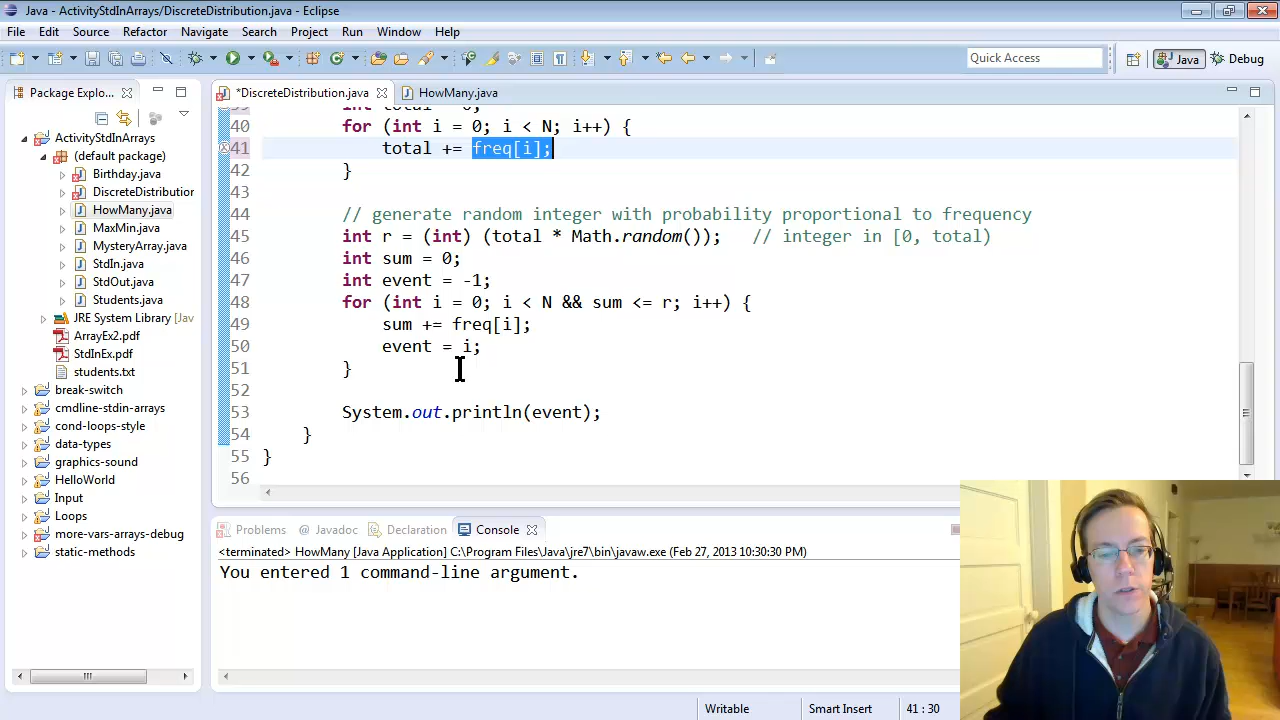 Java - ActivityStdInArrays/DiscreteDistribution.java - Eclipse
File Edit Source Refactor Navigate Search Project Run Window Help
Quick Access
Java
Debug
Package Explo...
*DiscreteDistribution.java
HowMany.java
ActivityStdInArrays
(default package)
Birthday.java
DiscreteDistribution
HowMany.java
MaxMin.java
MysteryArray.java
StdIn.java
StdOut.java
Students.java
JRE System Library [Jav
ArrayEx2.pdf
StdInEx.pdf
students.txt
break-switch
cmdline-stdin-arrays
cond-loops-style
data-types
graphics-sound
HelloWorld
Input
Loops
more-vars-arrays-debug
static-methods
39 int total = 0;
40 for (int i = 0; i < N; i++) {
41 total += freq[i];
42 }
43
44 // generate random integer with probability proportional to frequency
45 int r = (int) (total * Math.random()); // integer in [0, total)
46 int sum = 0;
47 int event = -1;
48 for (int i = 0; i < N && sum <= r; i++) {
49 sum += freq[i];
50 event = i;
51 }
52
53 System.out.println(event);
54 }
55 }
56
Problems @ Javadoc Declaration Console
<terminated> HowMany [Java Application] C:\Program Files\Java\jre7\bin\javaw.exe (Feb 27, 2013 10:30:30 PM)
You entered 1 command-line argument.
Writable Smart Insert 41 : 30